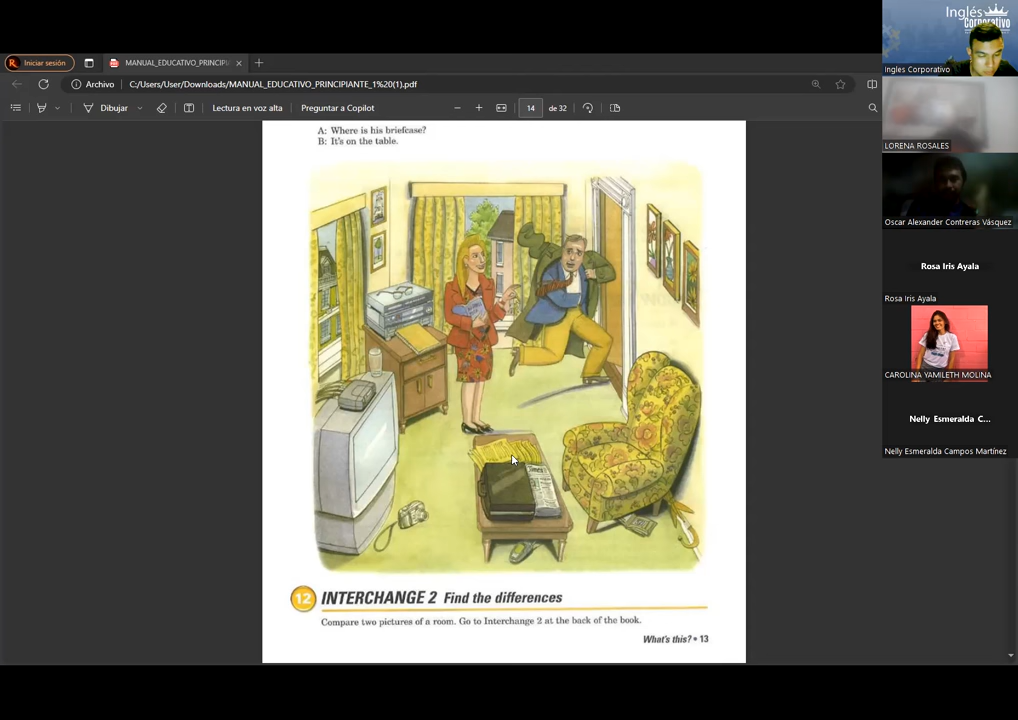 Iniciar sesión
MANUAL_EDUCATIVO_PRINCIPI
Archivo
C:/Users/User/Downloads/MANUAL_EDUCATIVO_PRINCIPIANTE_1%20(1).pdf
Dibujar
Lectura en voz alta
Preguntar a Copilot
14
de 32
A: Where is his briefcase?
B: It's on the table.
12 INTERCHANGE 2 Find the differences
Compare two pictures of a room. Go to Interchange 2 at the back of the book.
What's this? • 13
Inglés
Corporativo
Ingles Corporativo
LORENA ROSALES
Oscar Alexander Contreras Vásquez
Rosa Iris Ayala
Rosa Iris Ayala
CAROLINA YAMILETH MOLINA
Nelly Esmeralda C...
Nelly Esmeralda Campos Martínez